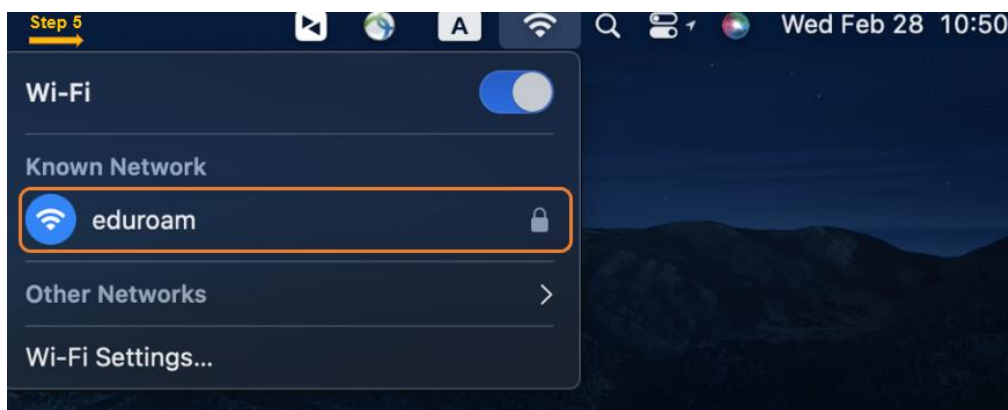 Step 5
A
Wed Feb 28 10:50
Wi-Fi
Known Network
eduroam
Other Networks
Wi-Fi Settings...